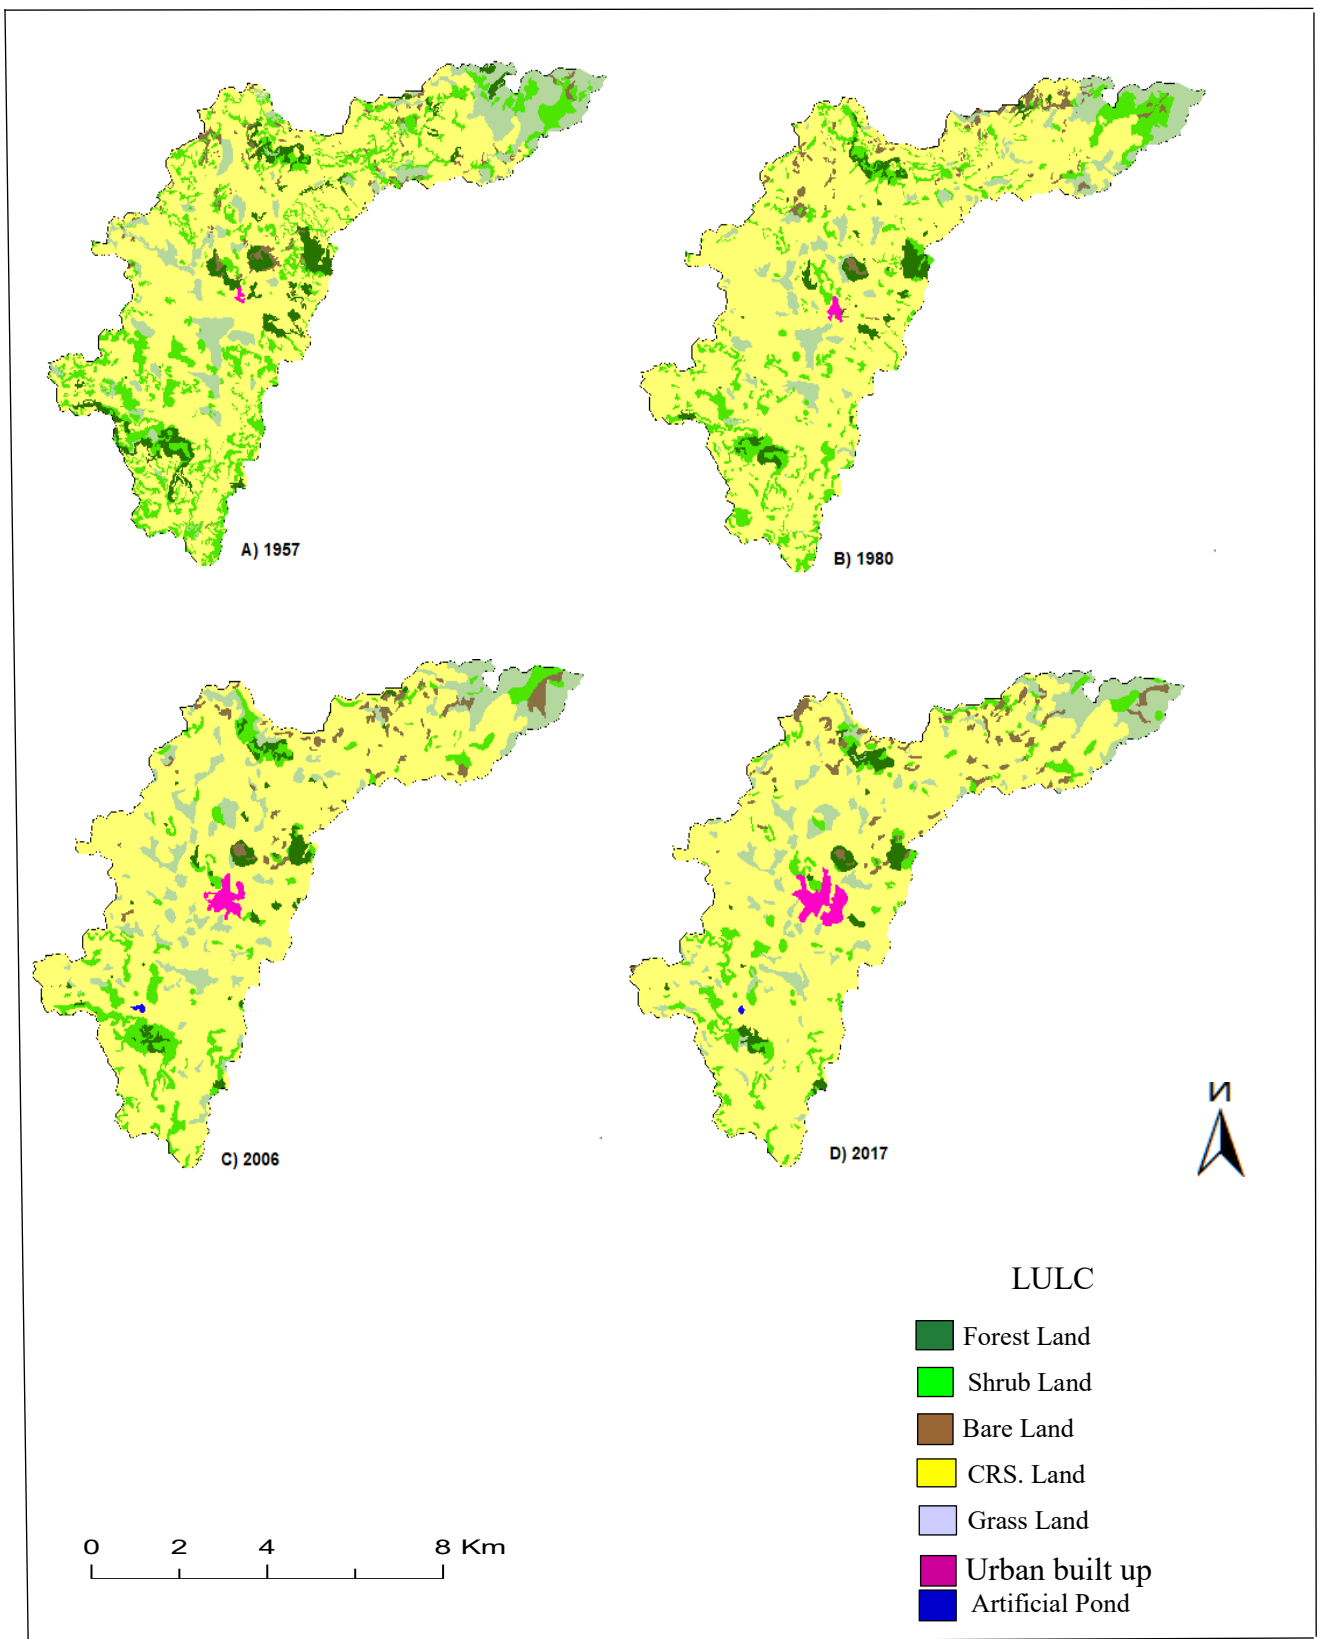 A) 1957
B) 1980
C) 2006
D) 2017
N
LULC
Forest Land
Shrub Land
Bare Land
CRS. Land
Grass Land
Urban built up
Artificial Pond
0 2 4 8 Km